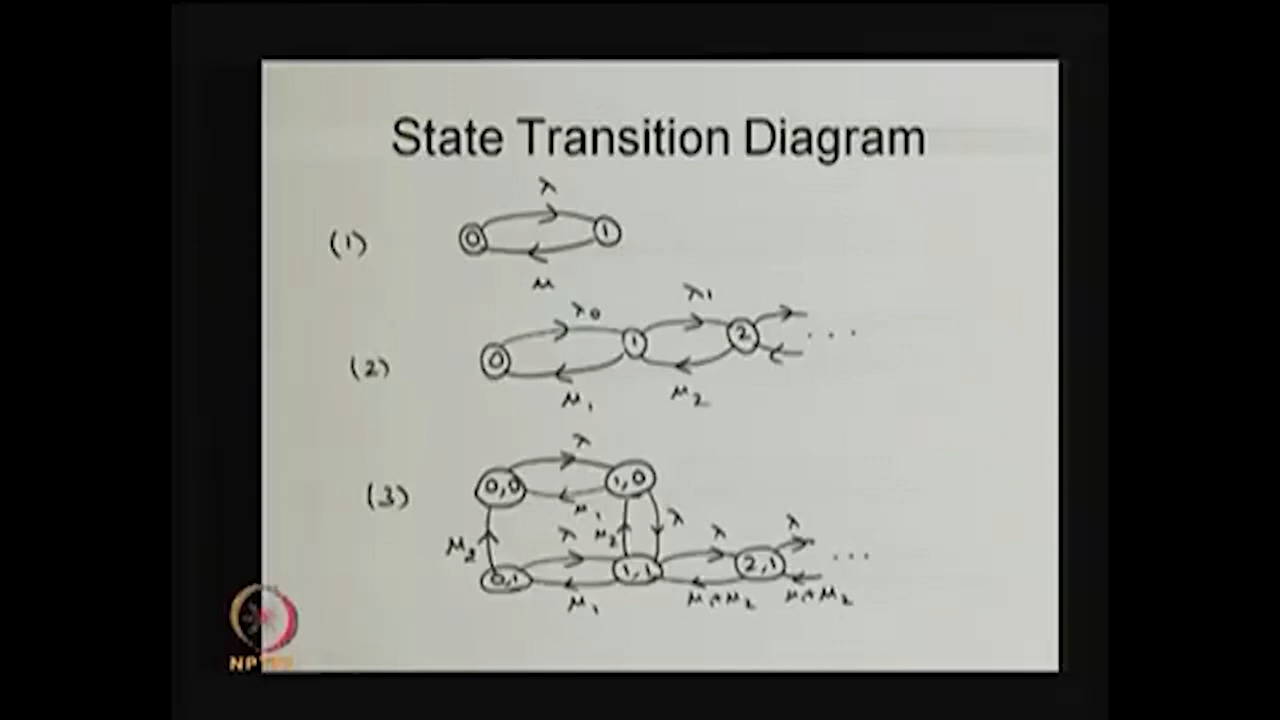 State Transition Diagram
λ
(1) 0 1
μ
λ0 λ1
(2) 0 1 2 ...
μ1 μ2
λ
(3) 0,0 1,0
μ1 λ
μ2 λ μ2 λ λ
0,1 1,1 2,1 ...
μ1 μ1+μ2 μ1+μ2